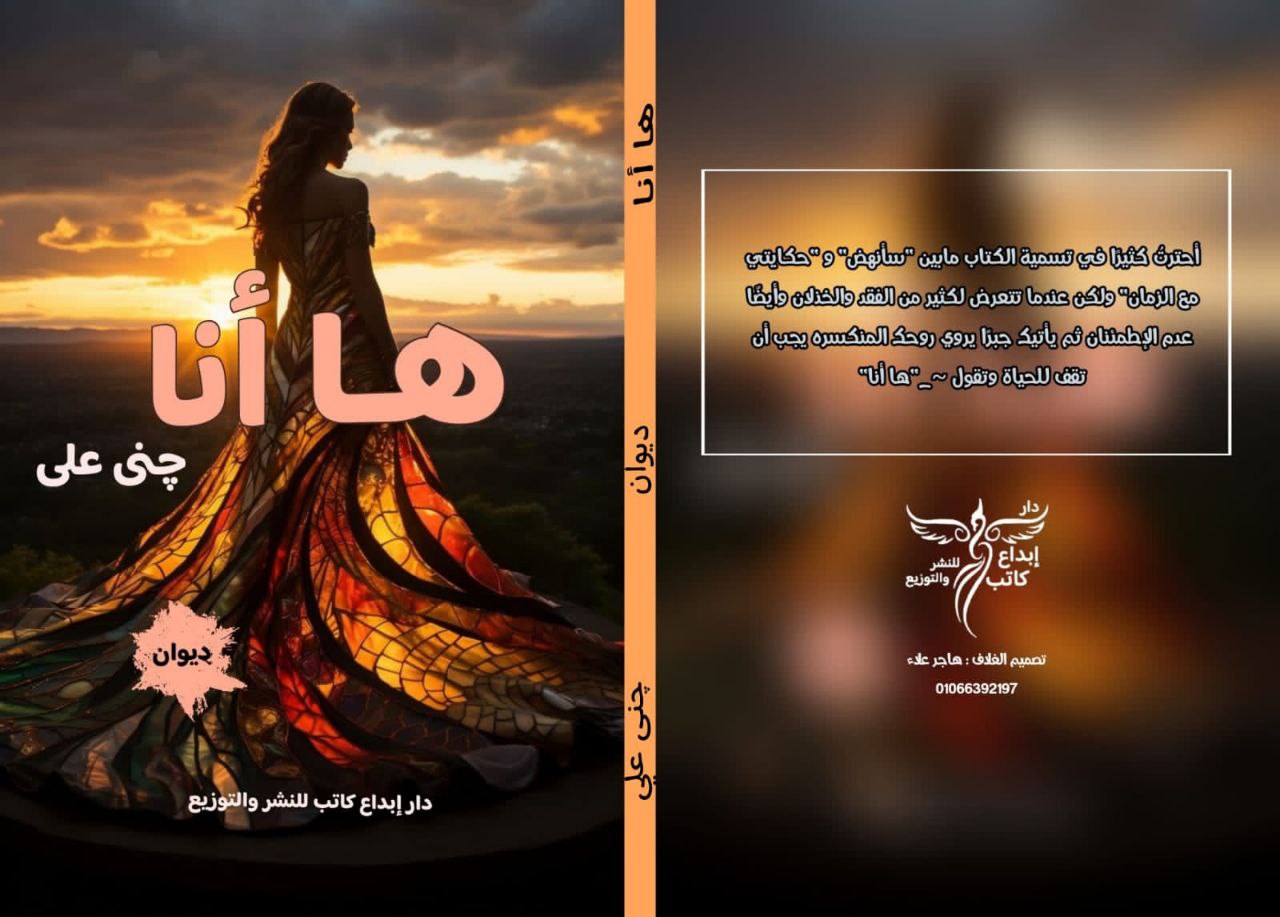 ها أنا
چنى على
ديوان
دار إبداع كاتب للنشر والتوزيع
ها أنا
ديوان
چنى علي
أحترتُ كثيرًا في تسمية الكتاب مابين "سأنهض" و "حكايتي
مع الزمان" ولكن عندما تتعرض لكثير من الفقد والخذلان وأيضًا
عدم الإطمئنان ثم يأتيك جبرًا يروي روحك المنكسره يجب أن
تقف للحياة وتقول ~_"ها أنا"
دار
إبداع
كاتب
للنشر
والتوزيع
تصميم الغلاف : هاجر علاء
01066392197